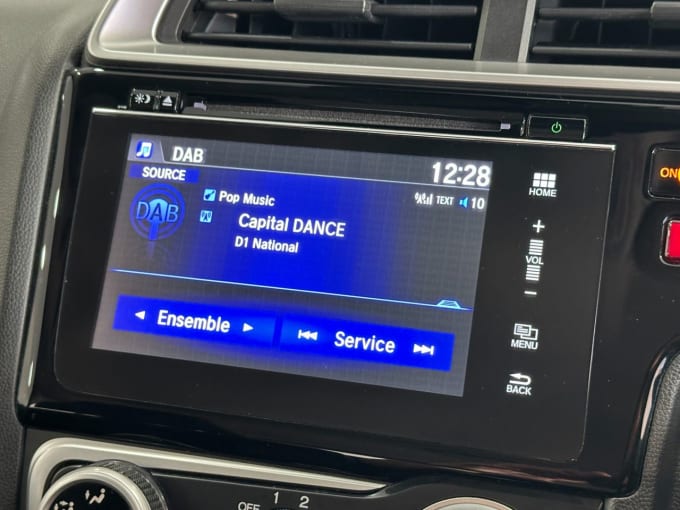 DAB
12:28
SOURCE
HOME
DAB
Pop Music
TEXT 10
Capital DANCE
D1 National
VOL
Ensemble
Service
MENU
BACK
ON
OFF 1 2